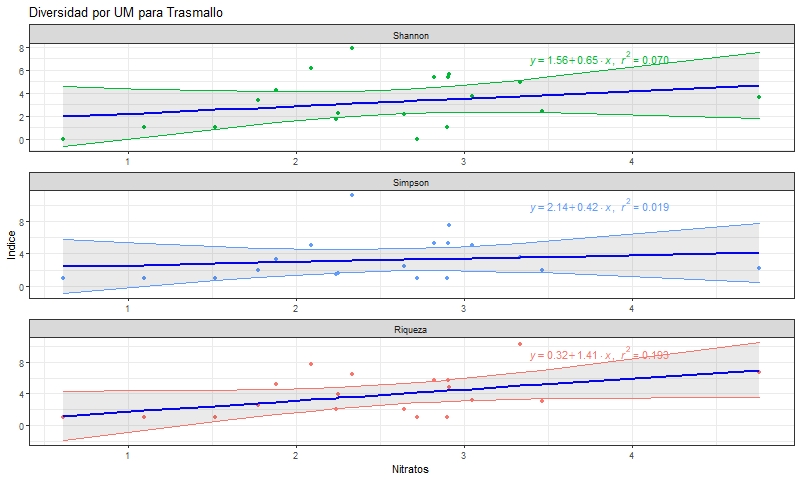 Diversidad por UM para Trasmallo
Shannon
y = 1.56 + 0.65 · x,  r² = 0.070
8
6
4
2
0
1 2 3 4
Simpson
y = 2.14 + 0.42 · x,  r² = 0.019
8
4
0
1 2 3 4
Indice
Riqueza
y = 0.32 + 1.41 · x,  r² = 0.193
8
4
0
1 2 3 4
Nitratos